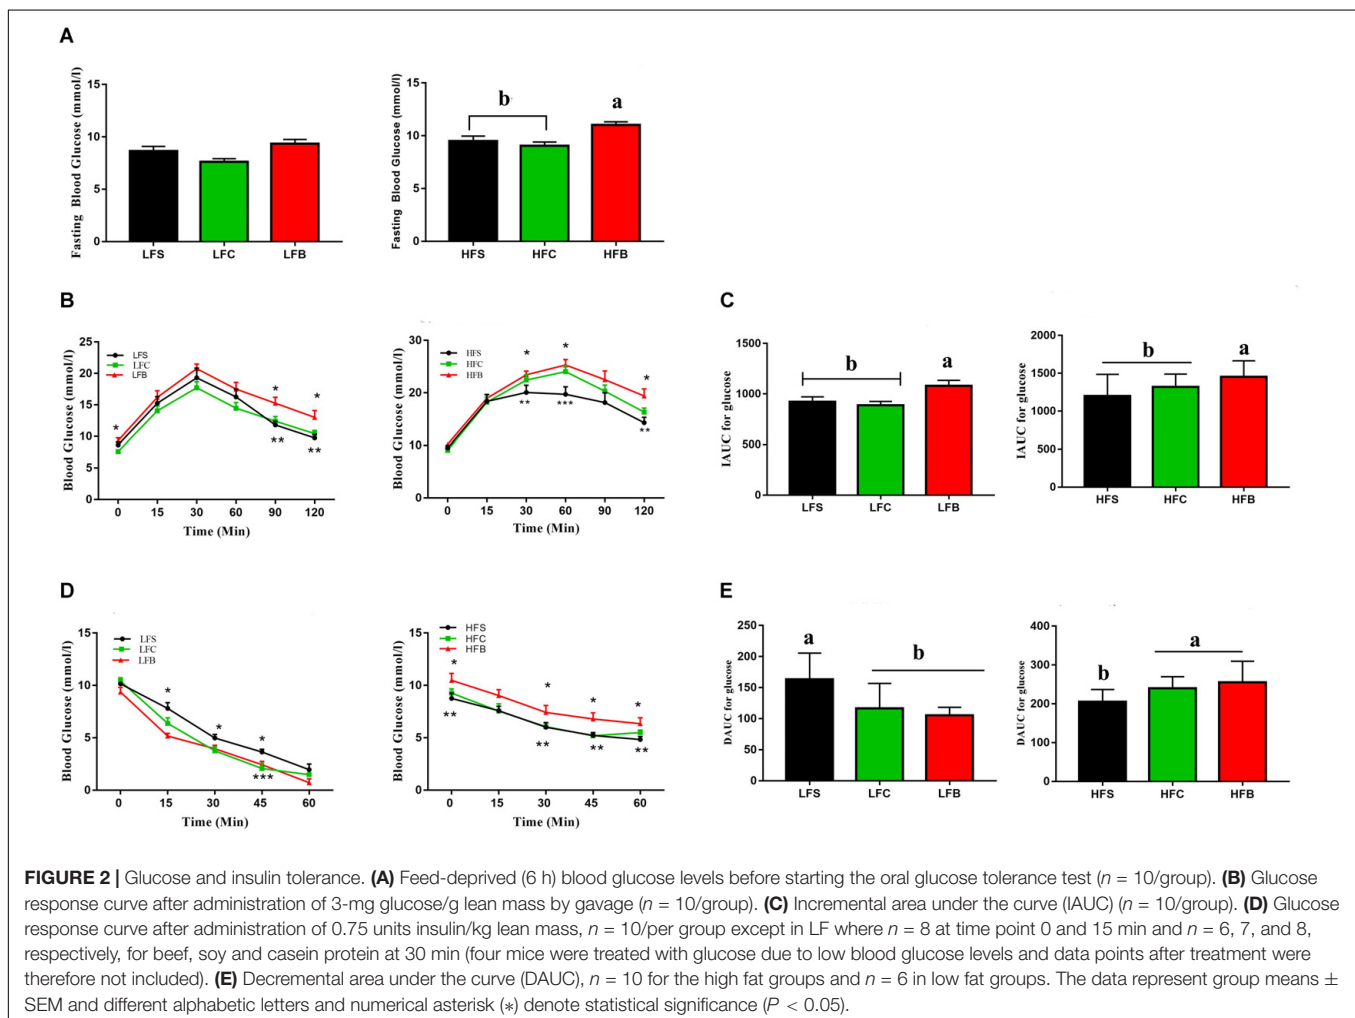 A
Fasting Blood Glucose (mmol/l)
15
10
5
0
LFS LFC LFB
Fasting Blood Glucose (mmol/l)
15
10
5
0
b
a
HFS HFC HFB
B
Blood Glucose (mmol/l)
25
20
15
10
5
0
LFS
LFC
LFB
*
*
*
**
**
0 15 30 60 90 120
Time (Min)
Blood Glucose (mmol/l)
30
20
10
0
HFS
HFC
HFB
*
*
*
**
***
**
0 15 30 60 90 120
Time (Min)
C
IAUC for glucose
1500
1000
500
0
b
a
LFS LFC LFB
IAUC for glucose
2000
1500
1000
500
0
b
a
HFS HFC HFB
D
Blood Glucose (mmol/l)
15
10
5
0
LFS
LFC
LFB
*
*
*
***
0 15 30 45 60
Time (Min)
Blood Glucose (mmol/l)
15
10
5
0
HFS
HFC
HFB
*
*
*
*
**
**
**
**
0 15 30 45 60
Time (Min)
E
DAUC for glucose
250
200
150
100
50
0
a
b
LFS LFC LFB
DAUC for glucose
400
300
200
100
0
b
a
HFS HFC HFB
FIGURE 2 | Glucose and insulin tolerance. (A) Feed-deprived (6 h) blood glucose levels before starting the oral glucose tolerance test (n = 10/group). (B) Glucose
response curve after administration of 3-mg glucose/g lean mass by gavage (n = 10/group). (C) Incremental area under the curve (IAUC) (n = 10/group). (D) Glucose
response curve after administration of 0.75 units insulin/kg lean mass, n = 10/per group except in LF where n = 8 at time point 0 and 15 min and n = 6, 7, and 8,
respectively, for beef, soy and casein protein at 30 min (four mice were treated with glucose due to low blood glucose levels and data points after treatment were
therefore not included). (E) Decremental area under the curve (DAUC), n = 10 for the high fat groups and n = 6 in low fat groups. The data represent group means ±
SEM and different alphabetic letters and numerical asterisk (*) denote statistical significance (P < 0.05).